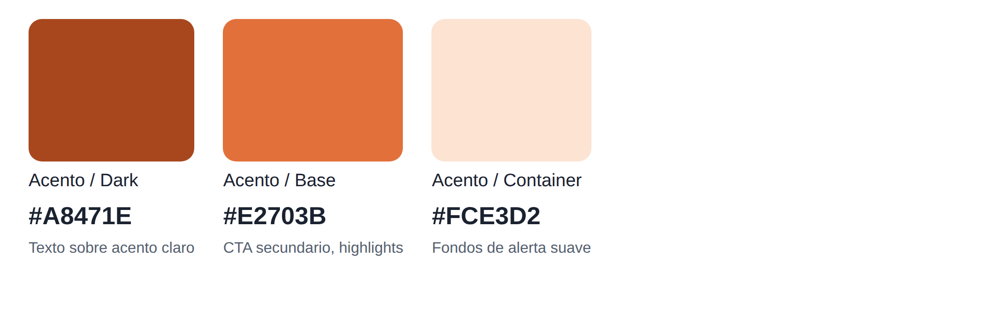 Acento / Dark
#A8471E
Texto sobre acento claro
Acento / Base
#E2703B
CTA secundario, highlights
Acento / Container
#FCE3D2
Fondos de alerta suave